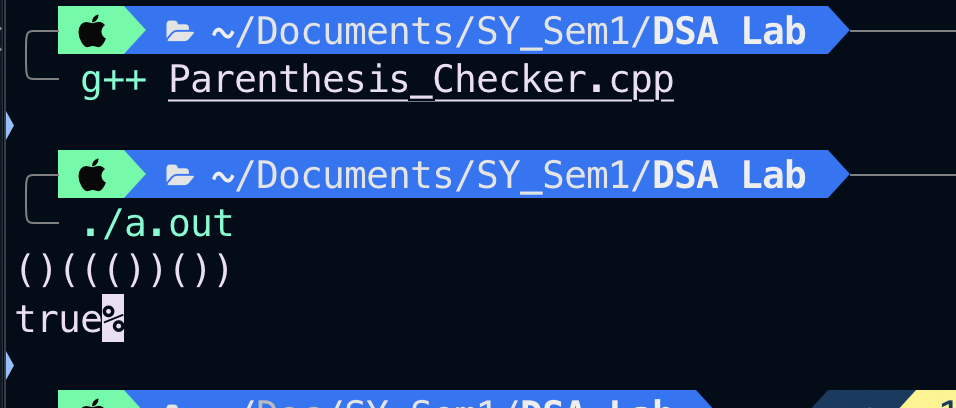 ~/Documents/SY_Sem1/DSA Lab
g++ Parenthesis_Checker.cpp
~/Documents/SY_Sem1/DSA Lab
./a.out
()((())())
true%